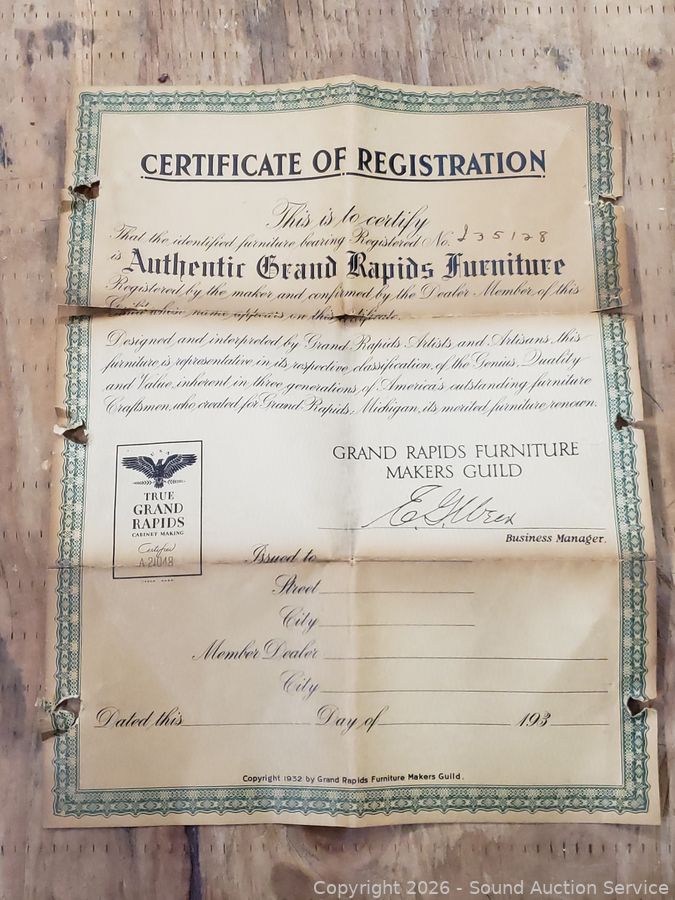 CERTIFICATE OF REGISTRATION
This is to certify
That the identified furniture bearing Registered No. 135128
is Authentic Grand Rapids Furniture
Registered by the maker and confirmed by the Dealer Member of this
Guild whose name appears on this certificate.
Designed and interpreted by Grand Rapids Artists and Artisans, this
furniture is representative in its respective classification of the Genius, Quality
and Value inherent in three generations of America's outstanding furniture
Craftsmen, who created for Grand Rapids, Michigan, its merited furniture renown.
GRAND RAPIDS FURNITURE
MAKERS GUILD
Business Manager.
TRUE
GRAND
RAPIDS
CABINET MAKING
Certified
A 21048
Issued to
Street
City
Member Dealer
City
Dated this Day of 193
Copyright 1932 by Grand Rapids Furniture Makers Guild.
Copyright 2026 - Sound Auction Service